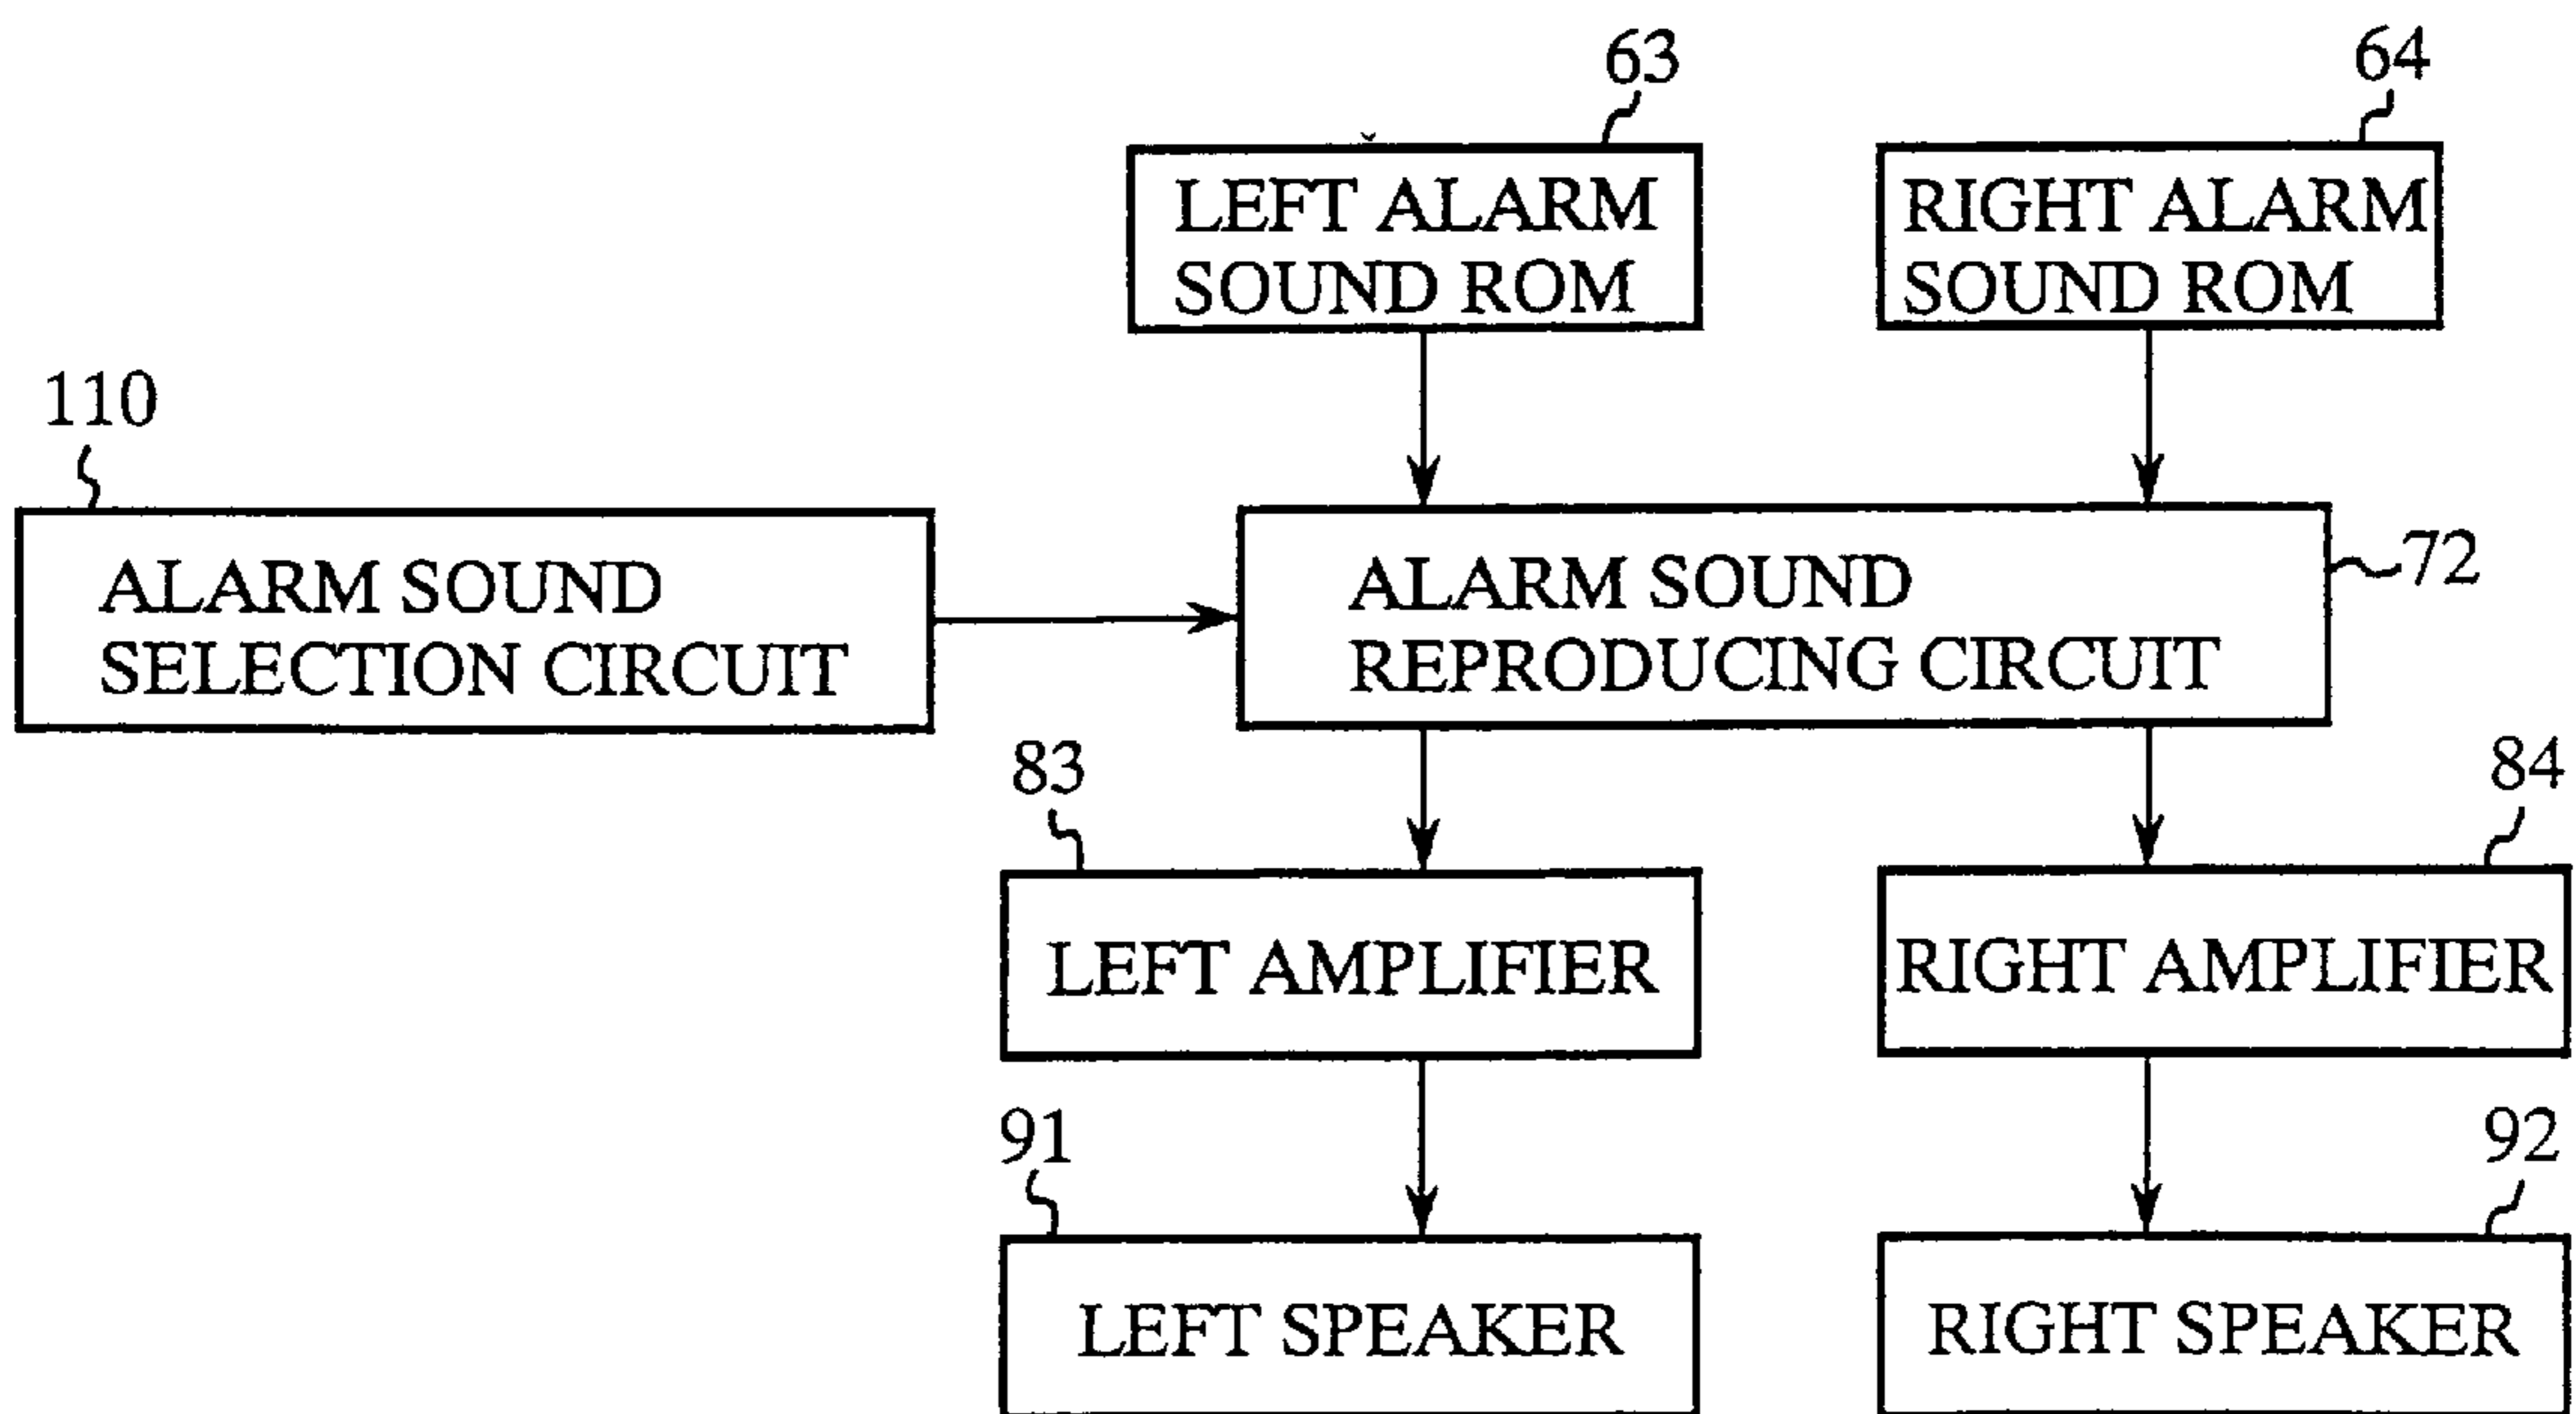 63
64
LEFT ALARM
SOUND ROM
RIGHT ALARM
SOUND ROM
110
ALARM SOUND
SELECTION CIRCUIT
ALARM SOUND
REPRODUCING CIRCUIT
72
83
84
LEFT AMPLIFIER
RIGHT AMPLIFIER
91
92
LEFT SPEAKER
RIGHT SPEAKER